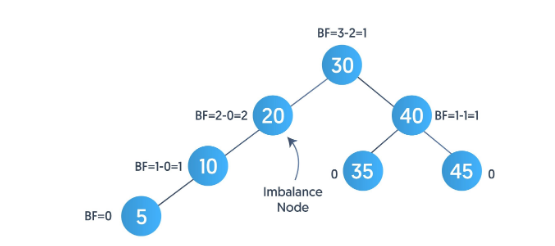 BF=3-2=1
30
BF=2-0=2 20
40 BF=1-1=1
BF=1-0=1 10
0 35
45 0
Imbalance
Node
BF=0 5